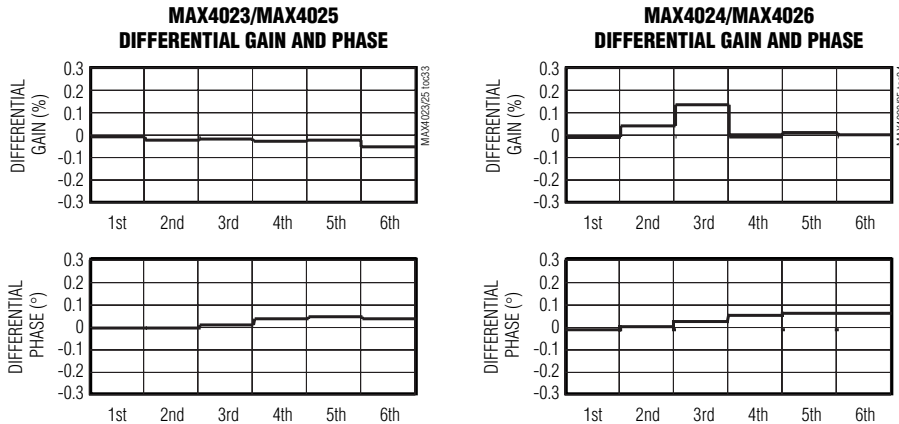 MAX4023/MAX4025
DIFFERENTIAL GAIN AND PHASE
DIFFERENTIAL
GAIN (%)
0.3
0.2
0.1
0
-0.1
-0.2
-0.3
1st 2nd 3rd 4th 5th 6th
MAX4023/25 toc33
DIFFERENTIAL
PHASE (°)
0.3
0.2
0.1
0
-0.1
-0.2
-0.3
1st 2nd 3rd 4th 5th 6th
MAX4024/MAX4026
DIFFERENTIAL GAIN AND PHASE
DIFFERENTIAL
GAIN (%)
0.3
0.2
0.1
0
-0.1
-0.2
-0.3
1st 2nd 3rd 4th 5th 6th
DIFFERENTIAL
PHASE (°)
0.3
0.2
0.1
0
-0.1
-0.2
-0.3
1st 2nd 3rd 4th 5th 6th